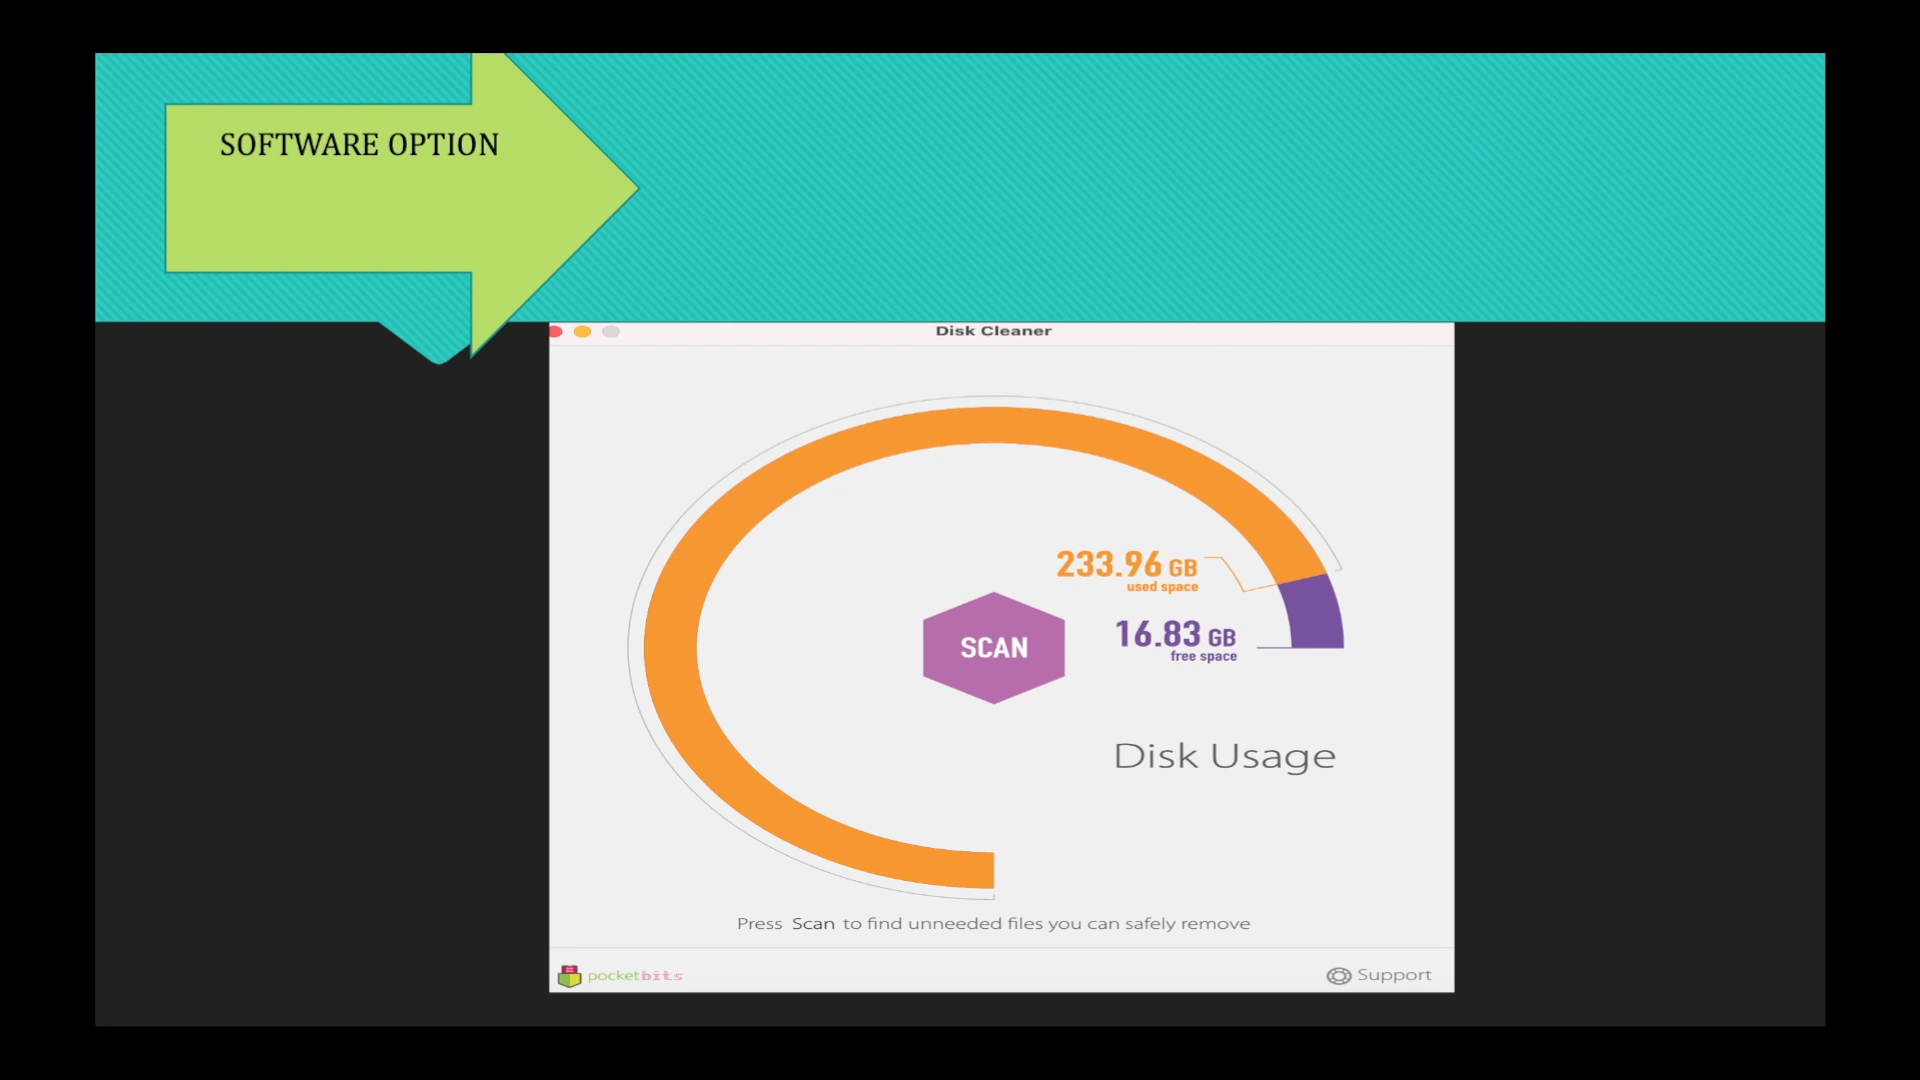 SOFTWARE OPTION
Disk Cleaner
233.96 GB
used space
16.83 GB
free space
SCAN
Disk Usage
Press Scan to find unneeded files you can safely remove
pocketbits
Support